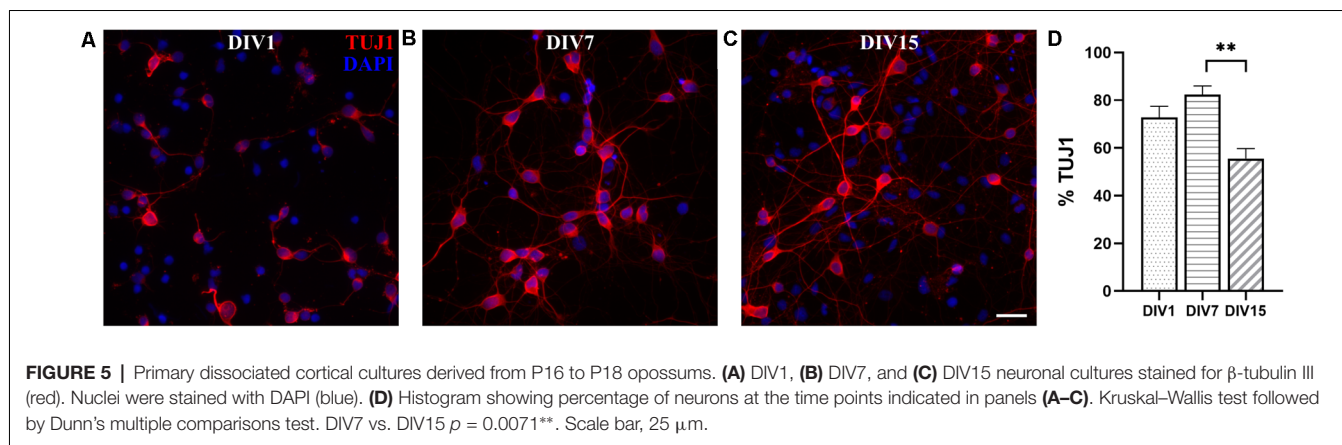 A DIV1 TUJ1 DAPI
B DIV7
C DIV15
D
**
% TUJ1
100
80
60
40
20
0
DIV1 DIV7 DIV15
FIGURE 5 | Primary dissociated cortical cultures derived from P16 to P18 opossums. (A) DIV1, (B) DIV7, and (C) DIV15 neuronal cultures stained for β-tubulin III
(red). Nuclei were stained with DAPI (blue). (D) Histogram showing percentage of neurons at the time points indicated in panels (A–C). Kruskal–Wallis test followed
by Dunn's multiple comparisons test. DIV7 vs. DIV15 p = 0.0071**. Scale bar, 25 μm.